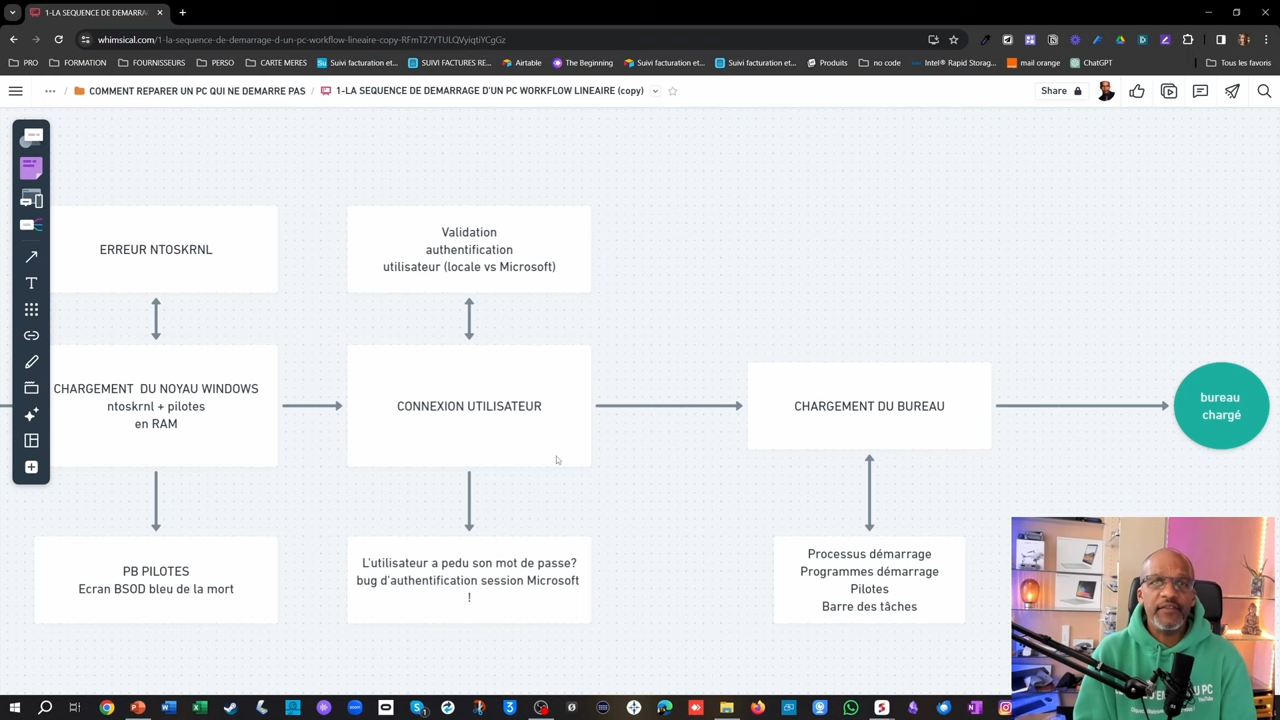 1-LA SEQUENCE DE DEMARRA
whimsical.com/1-la-sequence-de-demarrage-d-un-pc-workflow-lineaire-copy-RFmT27YTULQVyiqtiYCgGz
PRO
FORMATION
FOURNISSEURS
PERSO
CARTE MERES
Suivi facturation et...
SUIVI FACTURES RE...
Airtable
The Beginning
Suivi facturation et...
Suivi facturation et...
Produits
no code
Intel® Rapid Storag...
mail orange
ChatGPT
Tous les favoris
... / COMMENT REPARER UN PC QUI NE DEMARRE PAS / 1-LA SEQUENCE DE DEMARRAGE D'UN PC WORKFLOW LINEAIRE (copy)
Share
ERREUR NTOSKRNL
Validation
authentification
utilisateur (locale vs Microsoft)
CHARGEMENT DU NOYAU WINDOWS
ntoskrnl + pilotes
en RAM
CONNEXION UTILISATEUR
CHARGEMENT DU BUREAU
bureau
chargé
PB PILOTES
Ecran BSOD bleu de la mort
L'utilisateur a pedu son mot de passe?
bug d'authentification session Microsoft
!
Processus démarrage
Programmes démarrage
Pilotes
Barre des tâches